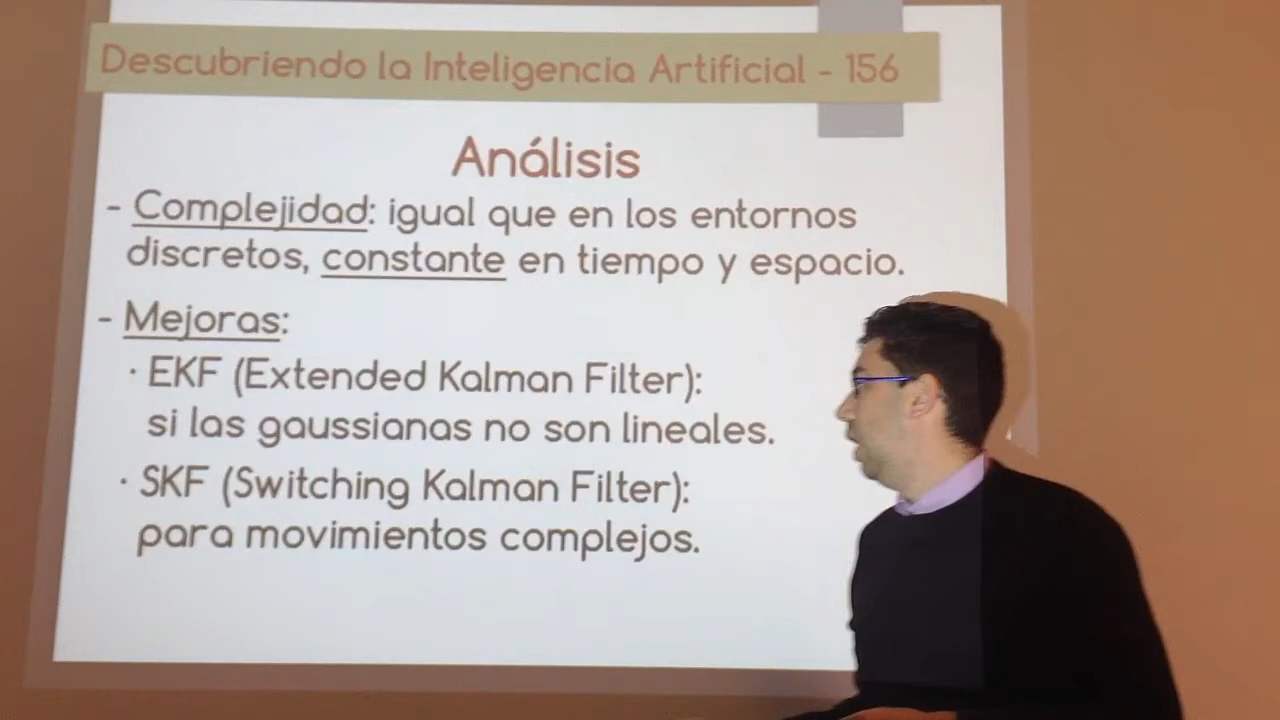 Descubriendo la Inteligencia Artificial - 156
Análisis
- Complejidad: igual que en los entornos
discretos, constante en tiempo y espacio.
- Mejoras:
· EKF (Extended Kalman Filter):
si las gaussianas no son lineales.
· SKF (Switching Kalman Filter):
para movimientos complejos.